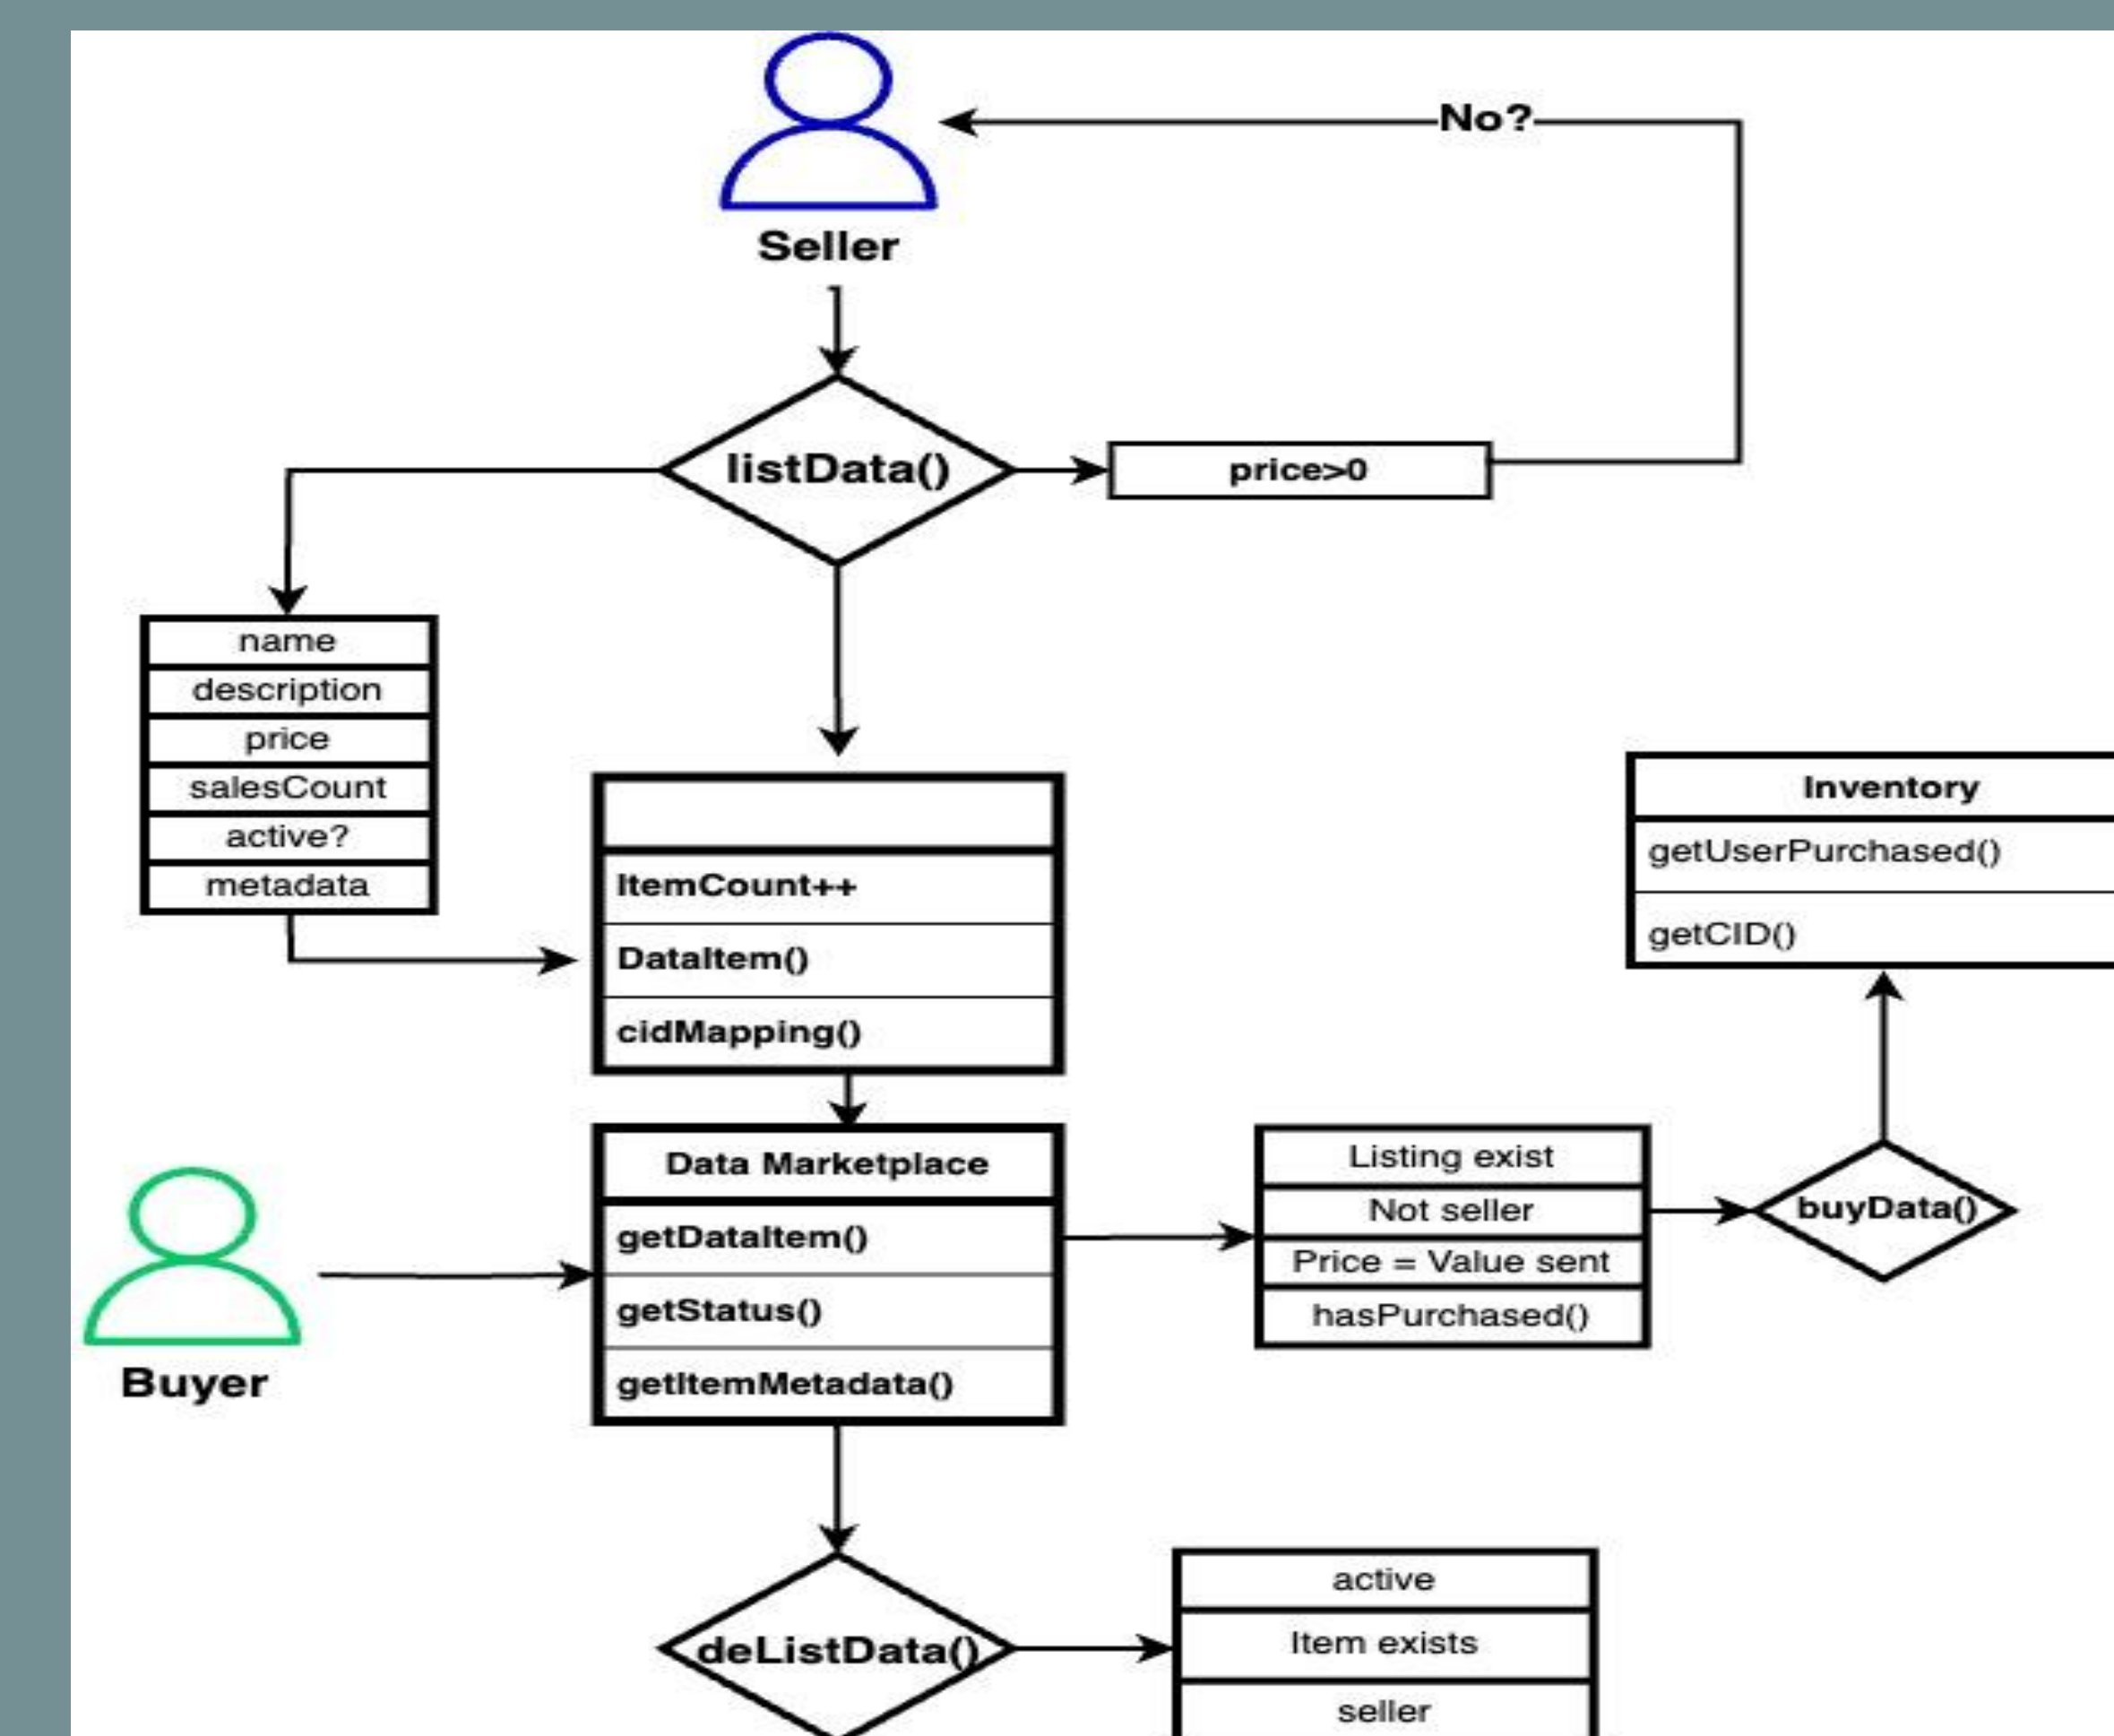 No?
Seller
listData()
price>0
name
description
price
salesCount
active?
metadata
ItemCount++
DataItem()
cidMapping()
Inventory
getUserPurchased()
getCID()
Data Marketplace
getDataItem()
getStatus()
getItemMetadata()
Listing exist
Not seller
Price = Value sent
hasPurchased()
buyData()
Buyer
deListData()
active
Item exists
seller